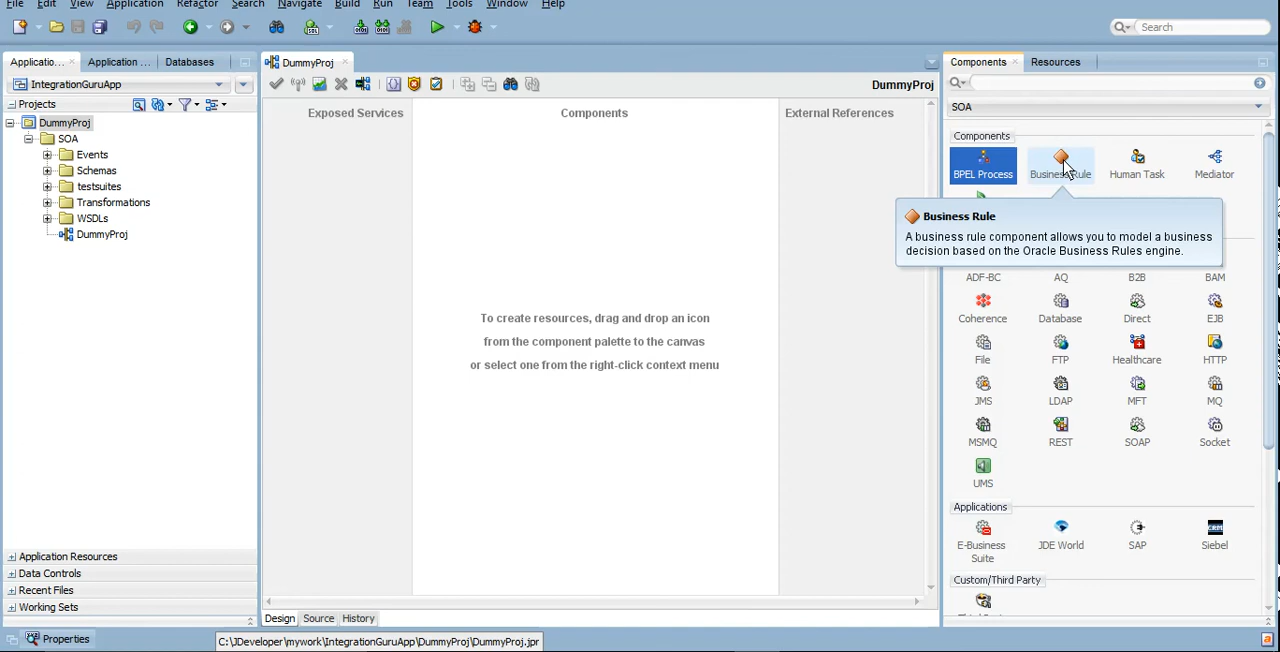 File Edit View Application Refactor Search Navigate Build Run Team Tools Window Help
Search
Applicatio... Application ... Databases
IntegrationGuruApp
Projects
DummyProj
SOA
Events
Schemas
testsuites
Transformations
WSDLs
DummyProj
Application Resources
Data Controls
Recent Files
Working Sets
Properties
DummyProj
DummyProj
Exposed Services Components External References
To create resources, drag and drop an icon
from the component palette to the canvas
or select one from the right-click context menu
Design Source History
C:\JDeveloper\mywork\IntegrationGuruApp\DummyProj\DummyProj.jpr
Components Resources
SOA
Components
BPEL Process Business Rule Human Task Mediator
Business Rule
A business rule component allows you to model a business
decision based on the Oracle Business Rules engine.
ADF-BC AQ B2B BAM
Coherence Database Direct EJB
File FTP Healthcare HTTP
JMS LDAP MFT MQ
MSMQ REST SOAP Socket
UMS
Applications
E-Business JDE World SAP Siebel
Suite
Custom/Third Party